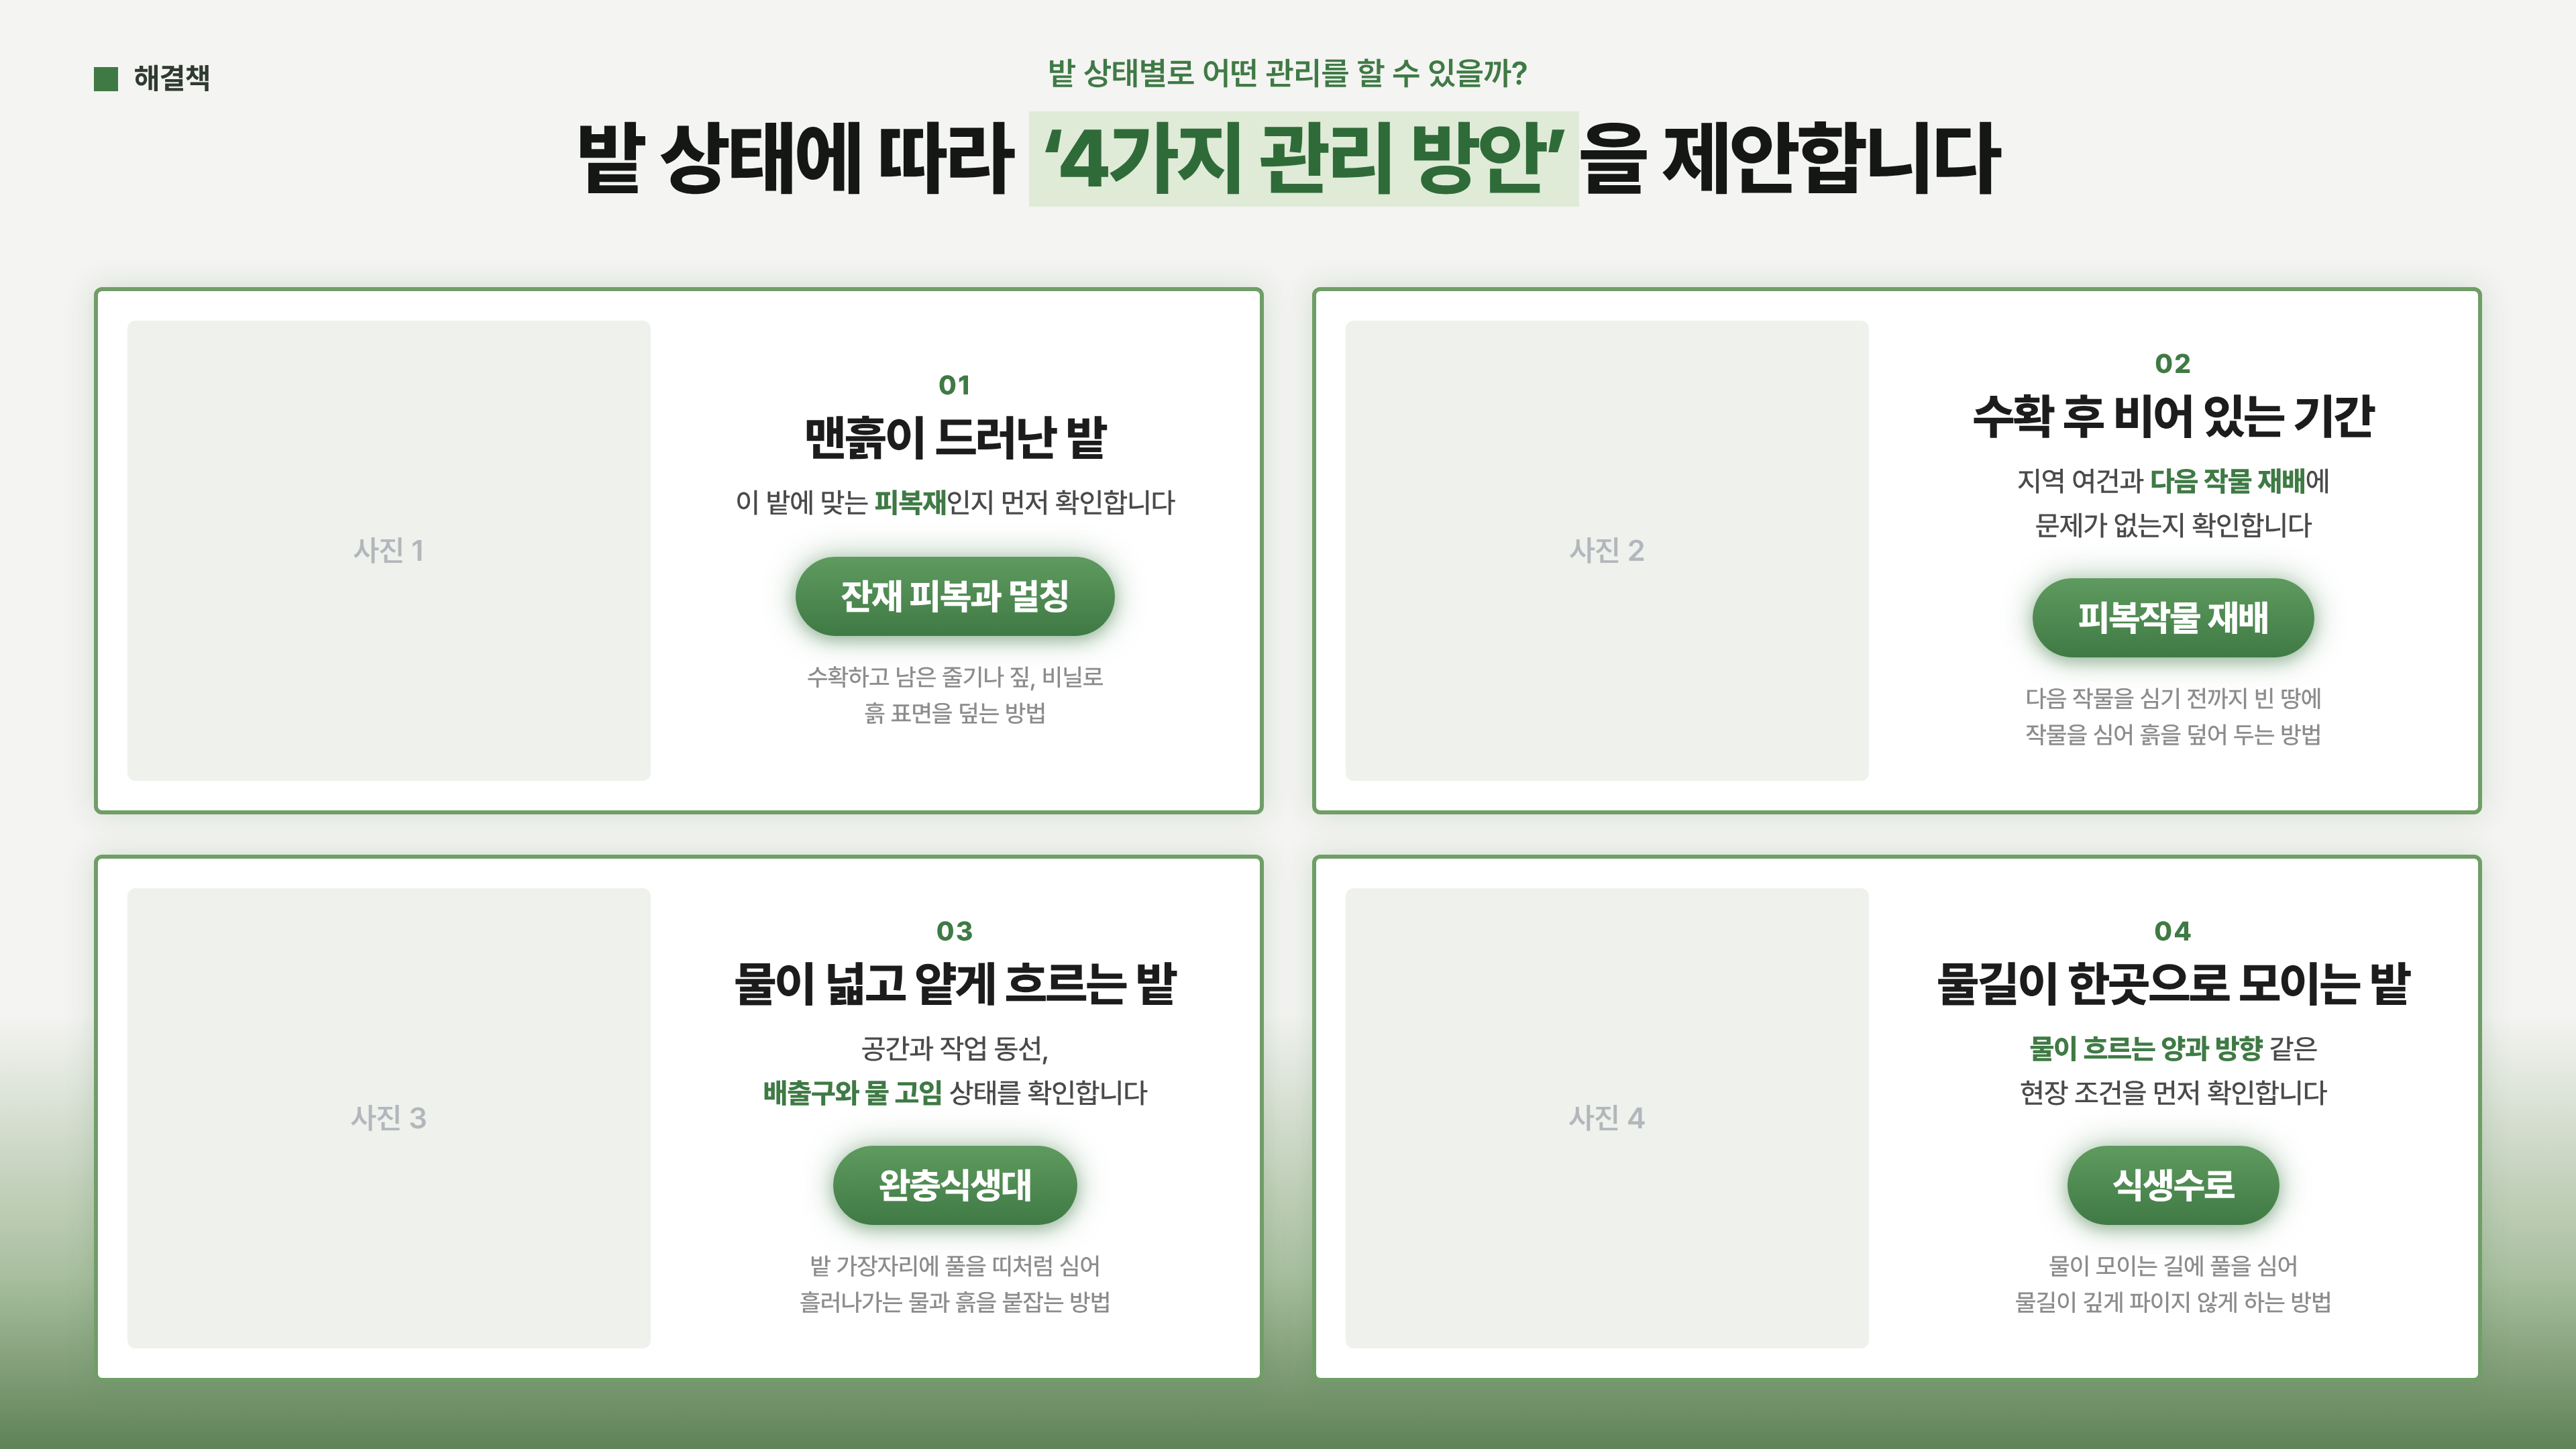 해결책
밭 상태별로 어떤 관리를 할 수 있을까?
밭 상태에 따라 ‘4가지 관리 방안’을 제안합니다
사진 1
01
맨흙이 드러난 밭
이 밭에 맞는 피복재인지 먼저 확인합니다
잔재 피복과 멀칭
수확하고 남은 줄기나 짚, 비닐로
흙 표면을 덮는 방법
사진 2
02
수확 후 비어 있는 기간
지역 여건과 다음 작물 재배에
문제가 없는지 확인합니다
피복작물 재배
다음 작물을 심기 전까지 빈 땅에
작물을 심어 흙을 덮어 두는 방법
사진 3
03
물이 넓고 얕게 흐르는 밭
공간과 작업 동선,
배출구와 물 고임 상태를 확인합니다
완충식생대
밭 가장자리에 풀을 띠처럼 심어
흘러나가는 물과 흙을 붙잡는 방법
사진 4
04
물길이 한곳으로 모이는 밭
물이 흐르는 양과 방향 같은
현장 조건을 먼저 확인합니다
식생수로
물이 모이는 길에 풀을 심어
물길이 깊게 파이지 않게 하는 방법